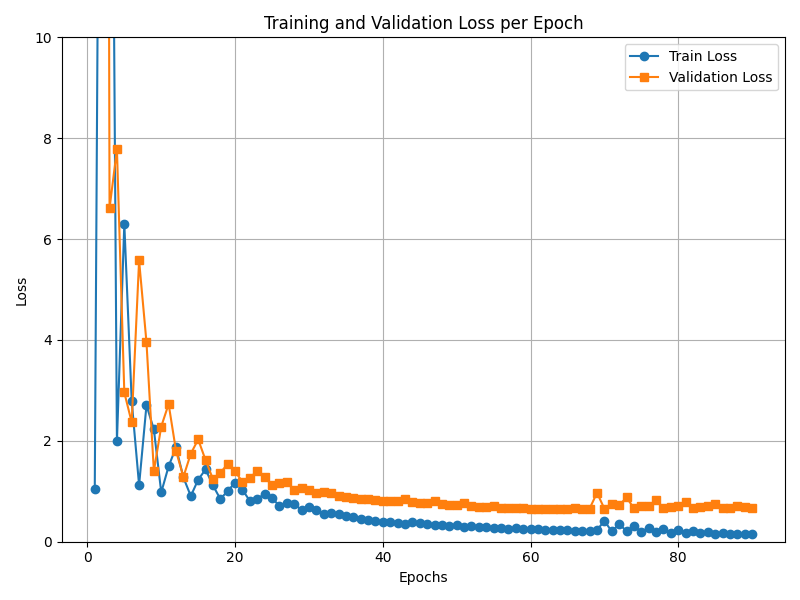 Training and Validation Loss per Epoch
Train Loss
Validation Loss
10
8
6
4
2
0
Loss
0 20 40 60 80
Epochs